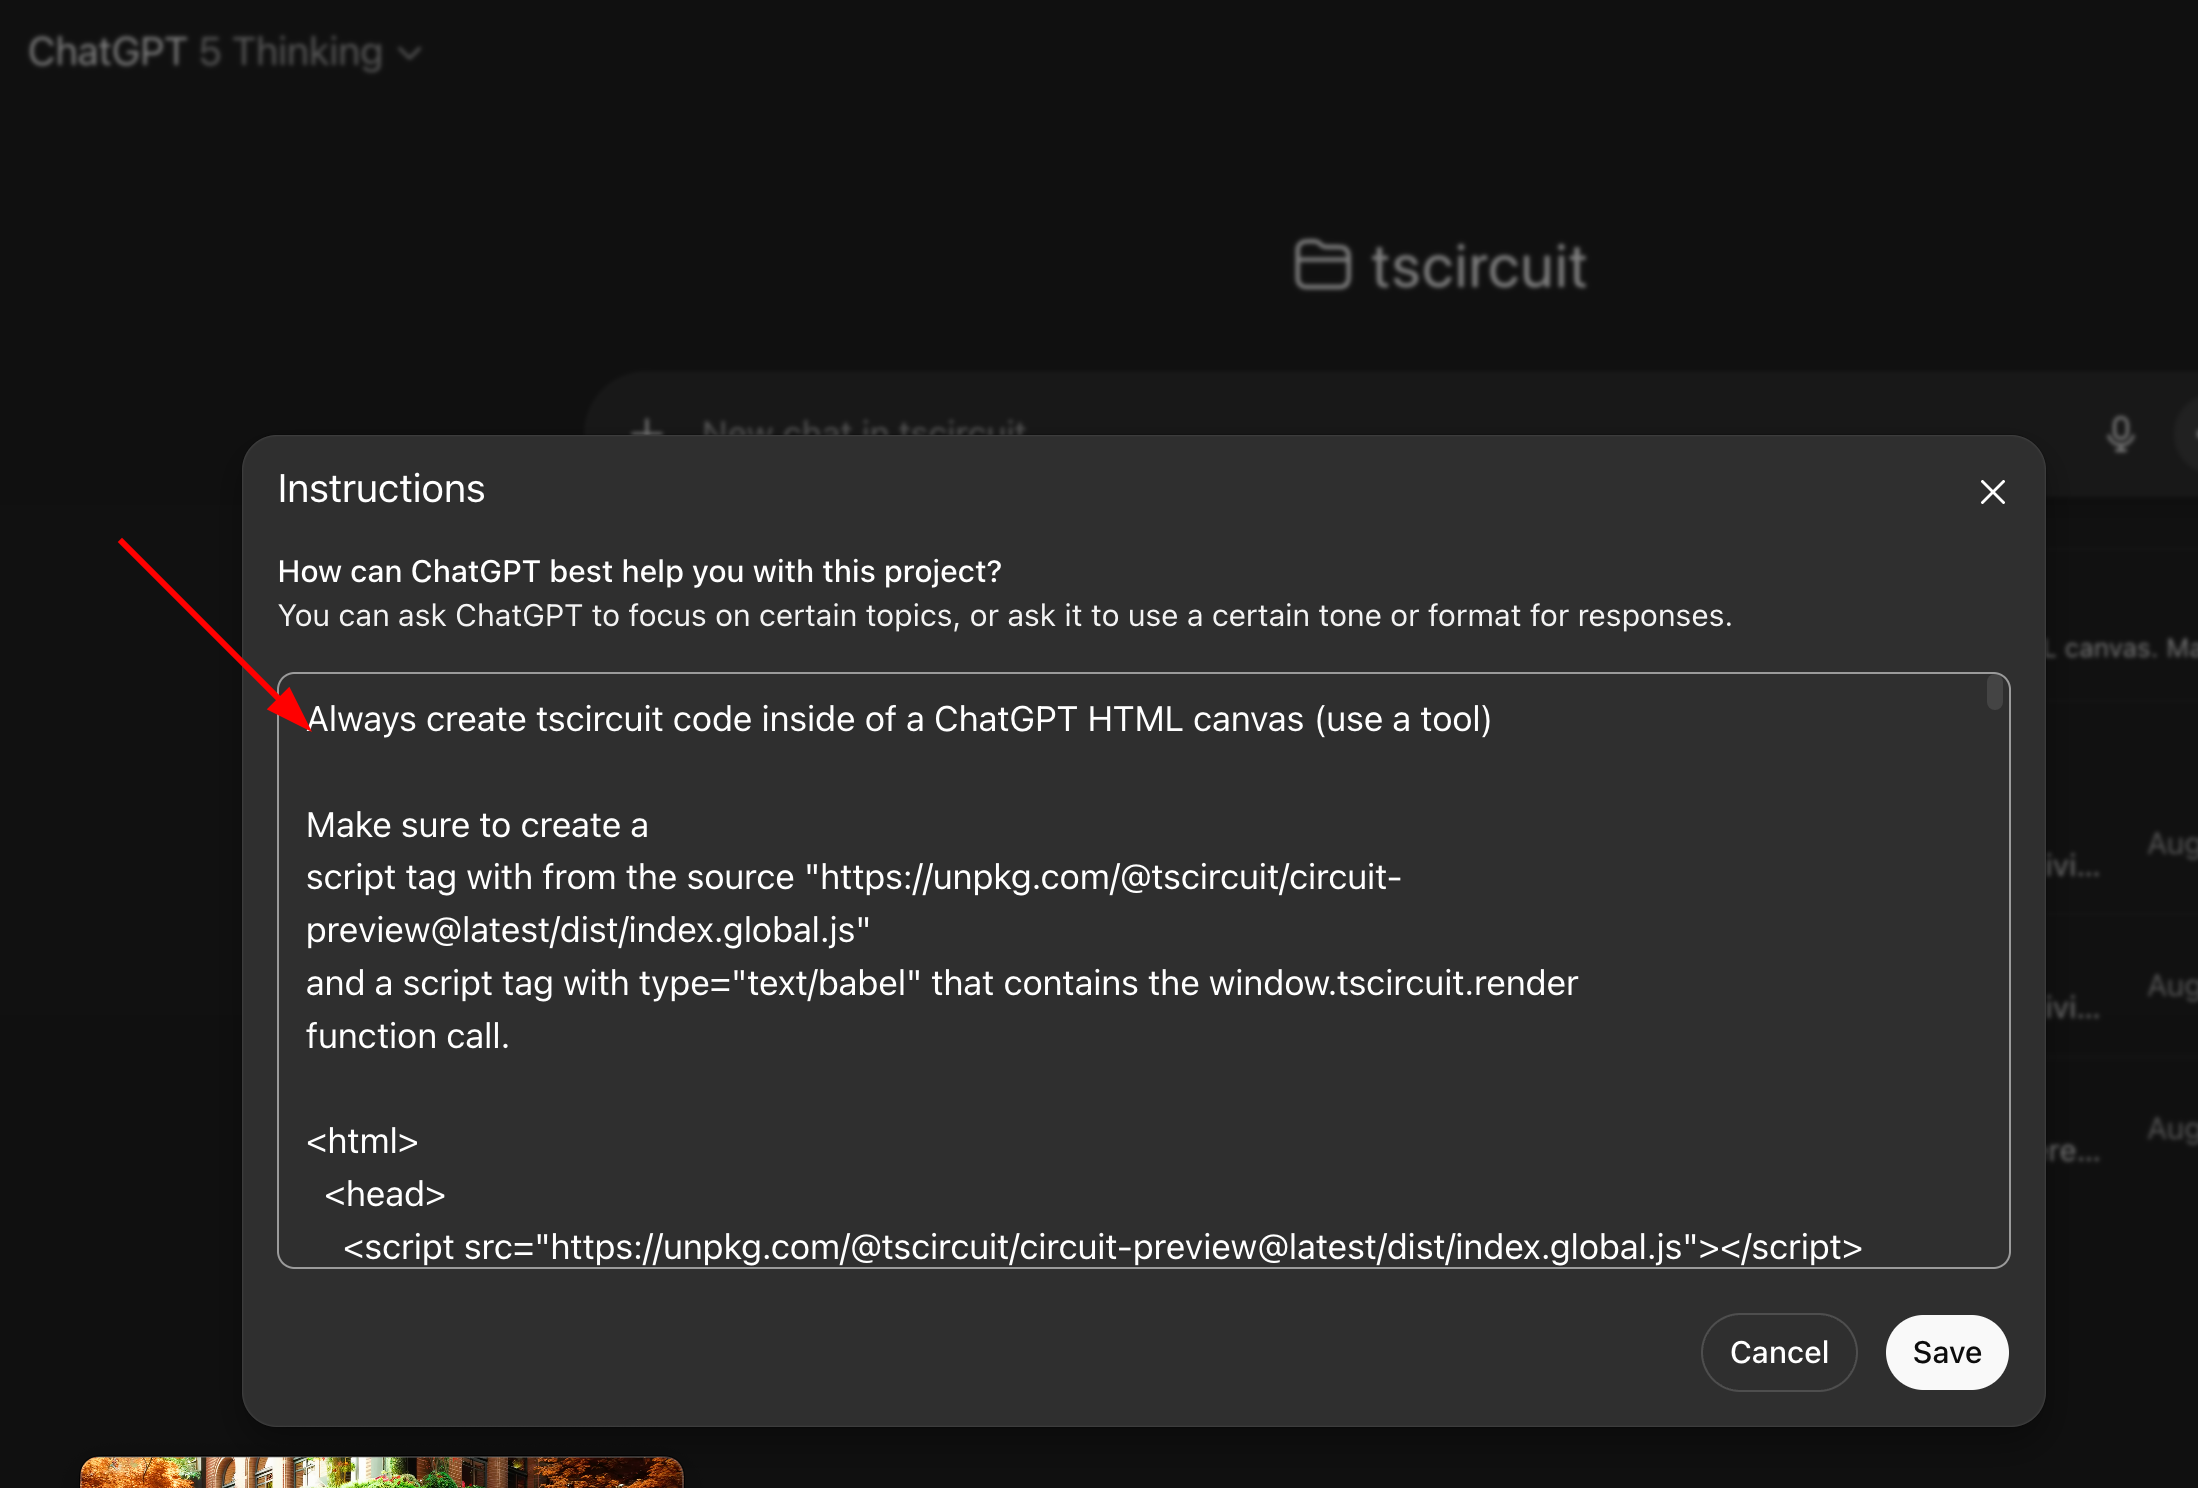 ChatGPT 5 Thinking
tscircuit
New chat in tscircuit
Instructions
How can ChatGPT best help you with this project?
You can ask ChatGPT to focus on certain topics, or ask it to use a certain tone or format for responses.
L canvas. Ma
Always create tscircuit code inside of a ChatGPT HTML canvas (use a tool)
Make sure to create a
script tag with from the source "https://unpkg.com/@tscircuit/circuit-
preview@latest/dist/index.global.js"
and a script tag with type="text/babel" that contains the window.tscircuit.render
function call.
<html>
<head>
<script src="https://unpkg.com/@tscircuit/circuit-preview@latest/dist/index.global.js"></script>
Aug
ivi...
Aug
ivi...
Aug
re...
Cancel
Save